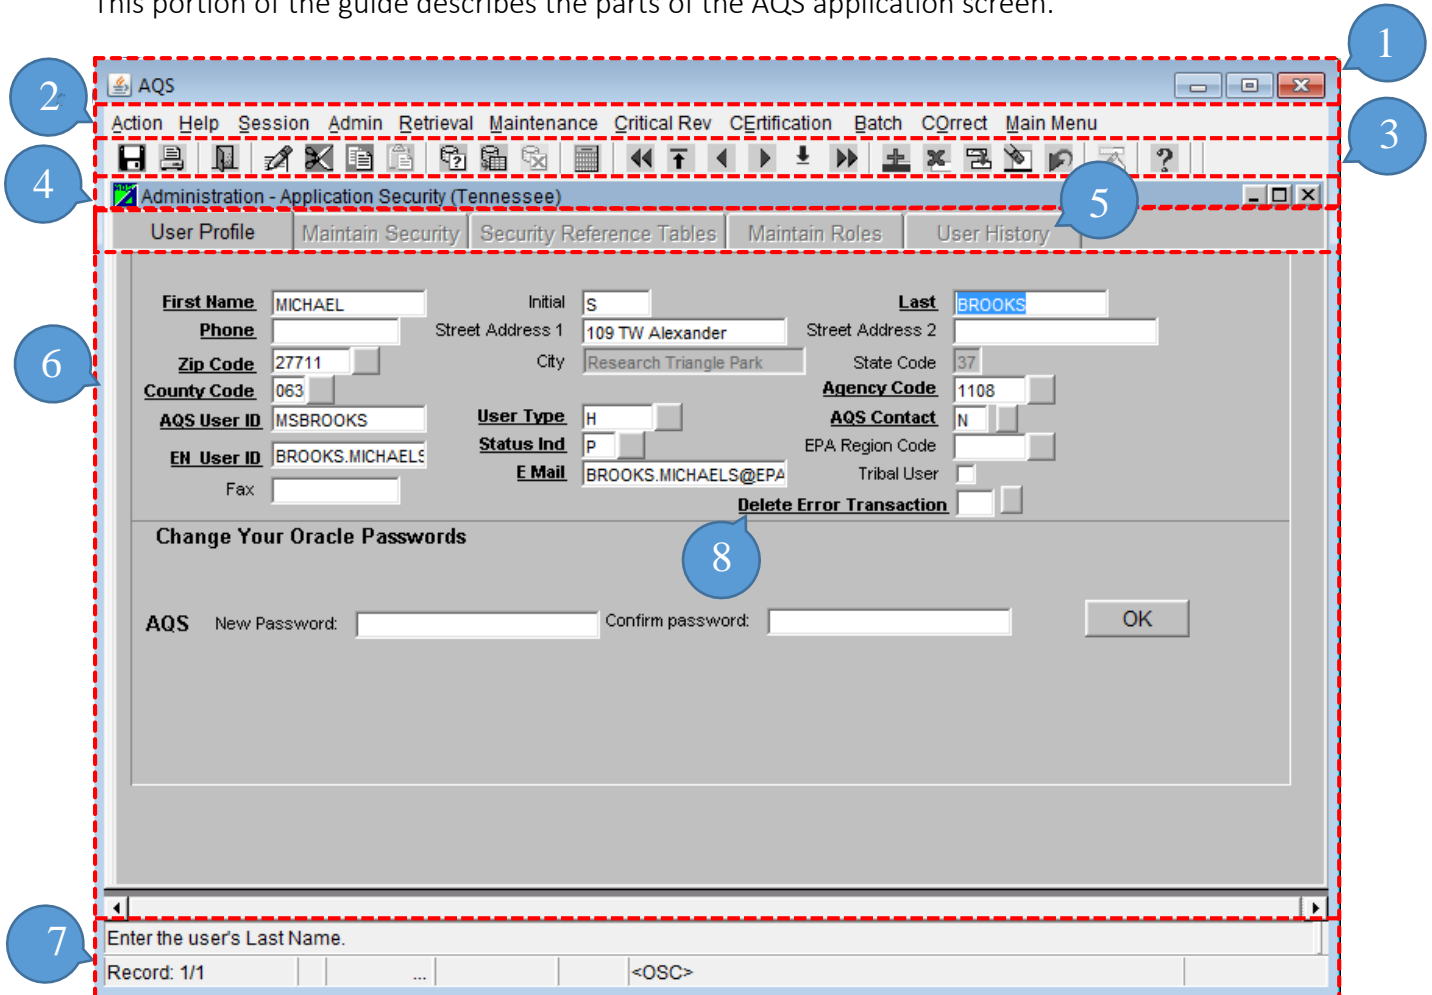 This portion of the guide describes the parts of the AQS application screen.
1
AQS
2
Action Help Session Admin Retrieval Maintenance Critical Rev CErtification Batch COrrect Main Menu
3
4
Administration - Application Security (Tennessee)
5
User Profile Maintain Security Security Reference Tables Maintain Roles User History
First Name MICHAEL Initial S Last BROOKS
Phone Street Address 1 109 TW Alexander Street Address 2
6
Zip Code 27711 City Research Triangle Park State Code 37
County Code 063 Agency Code 1108
AQS User ID MSBROOKS User Type H AQS Contact N
Status Ind P EPA Region Code
EN User ID BROOKS.MICHAELS E Mail BROOKS.MICHAELS@EPA Tribal User
Fax
Delete Error Transaction
Change Your Oracle Passwords
8
AQS New Password: Confirm password: OK
7
Enter the user's Last Name.
Record: 1/1 ... <OSC>